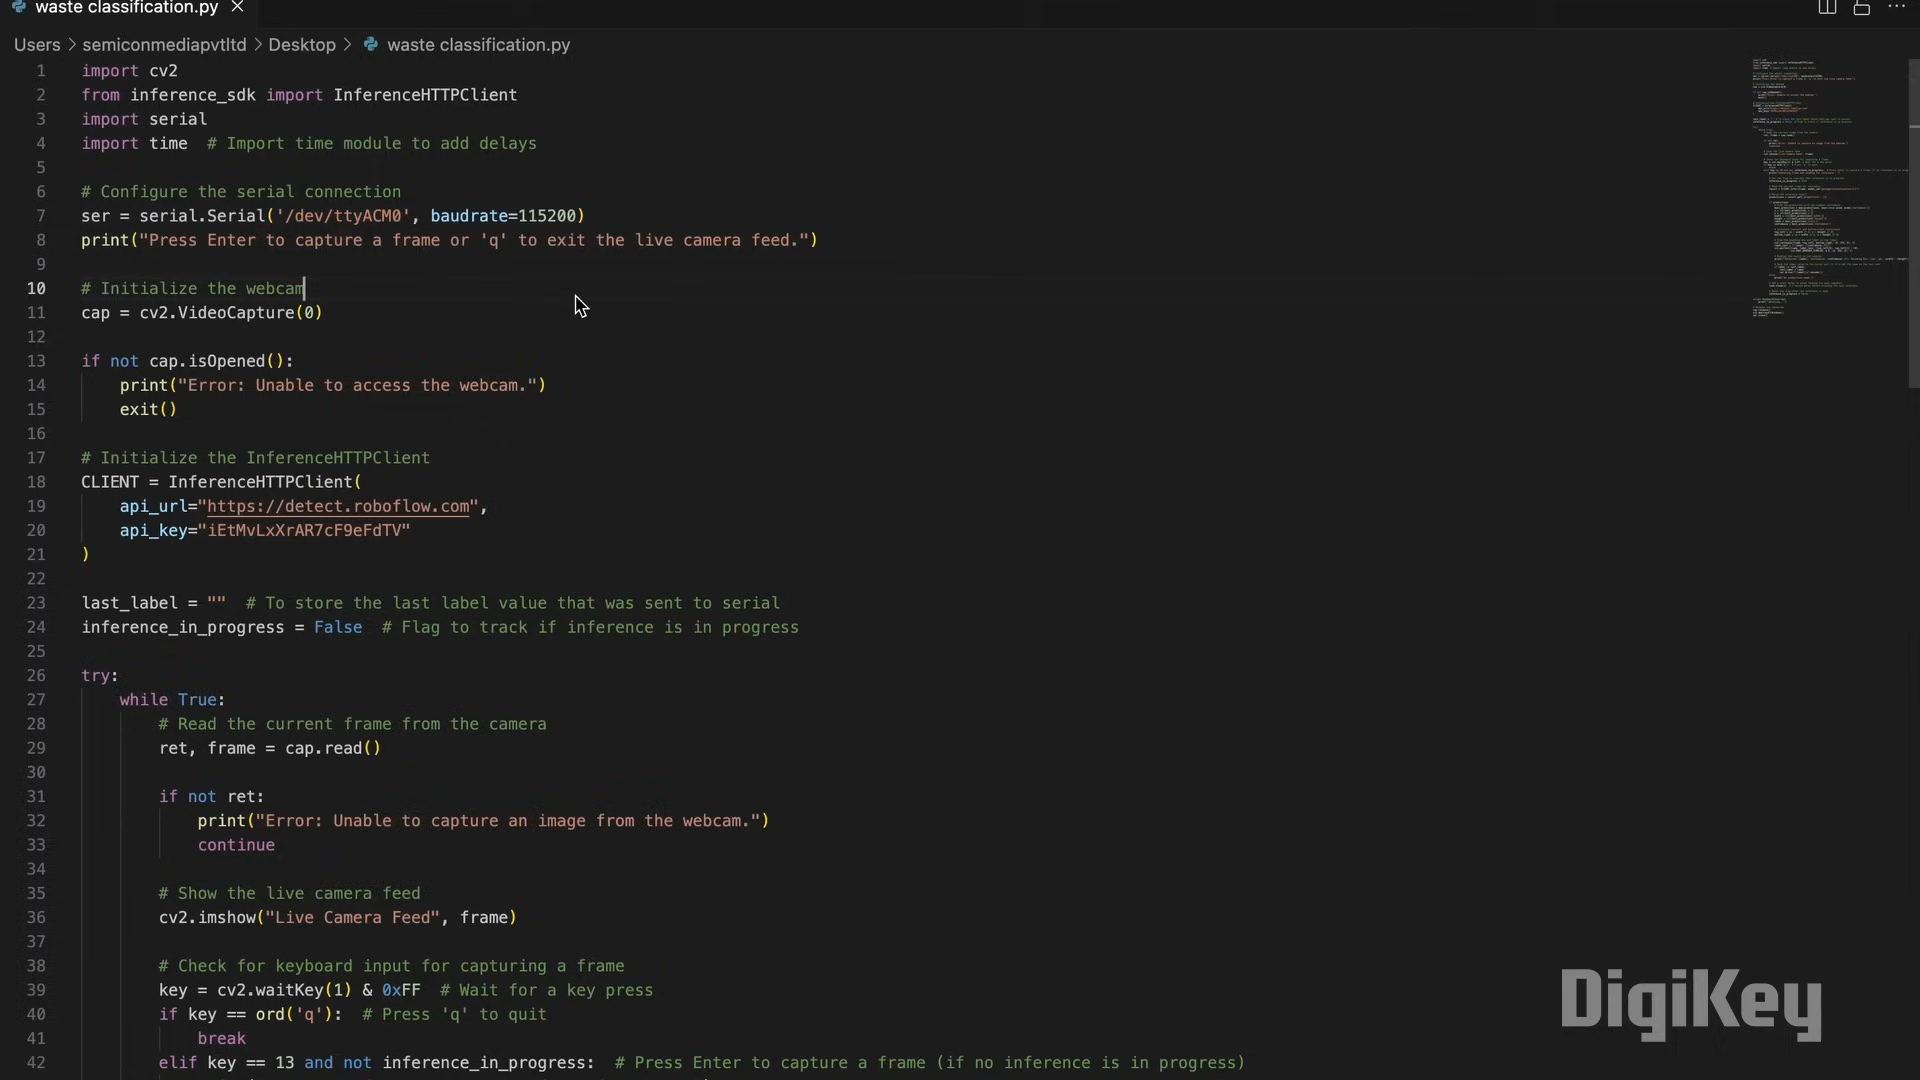 waste classification.py
Users > semiconmediapvtltd > Desktop > waste classification.py
1 import cv2
2 from inference_sdk import InferenceHTTPClient
3 import serial
4 import time # Import time module to add delays
5
6 # Configure the serial connection
7 ser = serial.Serial('/dev/ttyACM0', baudrate=115200)
8 print("Press Enter to capture a frame or 'q' to exit the live camera feed.")
9
10 # Initialize the webcam
11 cap = cv2.VideoCapture(0)
12
13 if not cap.isOpened():
14 print("Error: Unable to access the webcam.")
15 exit()
16
17 # Initialize the InferenceHTTPClient
18 CLIENT = InferenceHTTPClient(
19 api_url="https://detect.roboflow.com",
20 api_key="iEtMvLxXrAR7cF9eFdTV"
21 )
22
23 last_label = "" # To store the last label value that was sent to serial
24 inference_in_progress = False # Flag to track if inference is in progress
25
26 try:
27 while True:
28 # Read the current frame from the camera
29 ret, frame = cap.read()
30
31 if not ret:
32 print("Error: Unable to capture an image from the webcam.")
33 continue
34
35 # Show the live camera feed
36 cv2.imshow("Live Camera Feed", frame)
37
38 # Check for keyboard input for capturing a frame
39 key = cv2.waitKey(1) & 0xFF # Wait for a key press
40 if key == ord('q'): # Press 'q' to quit
41 break
42 elif key == 13 and not inference_in_progress: # Press Enter to capture a frame (if no inference is in progress)
DigiKey